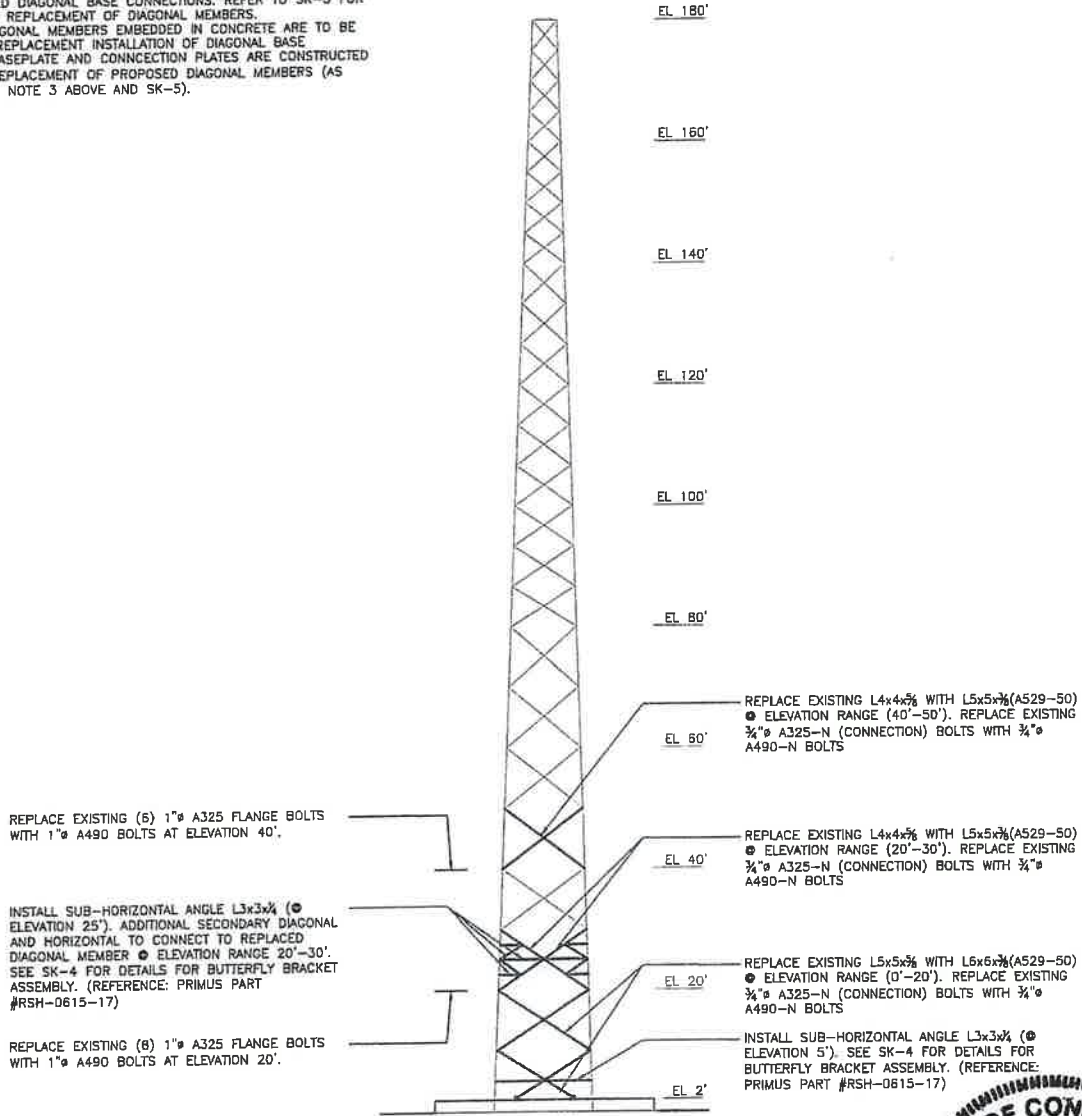 DIAGONAL BASE CONNECTIONS. REFER TO SK-5 FOR
REPLACEMENT OF DIAGONAL MEMBERS.
GONAL MEMBERS EMBEDDED IN CONCRETE ARE TO BE
REPLACEMENT INSTALLATION OF DIAGONAL BASE
ASEPLATE AND CONNCECTION PLATES ARE CONSTRUCTED
EPLACEMENT OF PROPOSED DIAGONAL MEMBERS (AS
NOTE 3 ABOVE AND SK-5).
EL 180'
EL 160'
EL 140'
EL 120'
EL 100'
EL 80'
REPLACE EXISTING L4x4x⅜ WITH L5x5x⅜(A529-50)
@ ELEVATION RANGE (40'-50'). REPLACE EXISTING
¾"ø A325-N (CONNECTION) BOLTS WITH ¾"ø
A490-N BOLTS
EL 60'
REPLACE EXISTING (6) 1"ø A325 FLANGE BOLTS
WITH 1"ø A490 BOLTS AT ELEVATION 40'.
REPLACE EXISTING L4x4x⅜ WITH L5x5x⅜(A529-50)
@ ELEVATION RANGE (20'-30'). REPLACE EXISTING
¾"ø A325-N (CONNECTION) BOLTS WITH ¾"ø
A490-N BOLTS
EL 40'
INSTALL SUB-HORIZONTAL ANGLE L3x3x¼ (@
ELEVATION 25'). ADDITIONAL SECONDARY DIAGONAL
AND HORIZONTAL TO CONNECT TO REPLACED
DIAGONAL MEMBER @ ELEVATION RANGE 20'-30'.
SEE SK-4 FOR DETAILS FOR BUTTERFLY BRACKET
ASSEMBLY. (REFERENCE: PRIMUS PART
#RSH-0615-17)
REPLACE EXISTING L5x5x⅜ WITH L6x6x⅜(A529-50)
@ ELEVATION RANGE (0'-20'). REPLACE EXISTING
¾"ø A325-N (CONNECTION) BOLTS WITH ¾"ø
A490-N BOLTS
EL 20'
REPLACE EXISTING (8) 1"ø A325 FLANGE BOLTS
WITH 1"ø A490 BOLTS AT ELEVATION 20'.
INSTALL SUB-HORIZONTAL ANGLE L3x3x¼ (@
ELEVATION 5'). SEE SK-4 FOR DETAILS FOR
BUTTERFLY BRACKET ASSEMBLY. (REFERENCE:
PRIMUS PART #RSH-0615-17)
EL 2'
COM